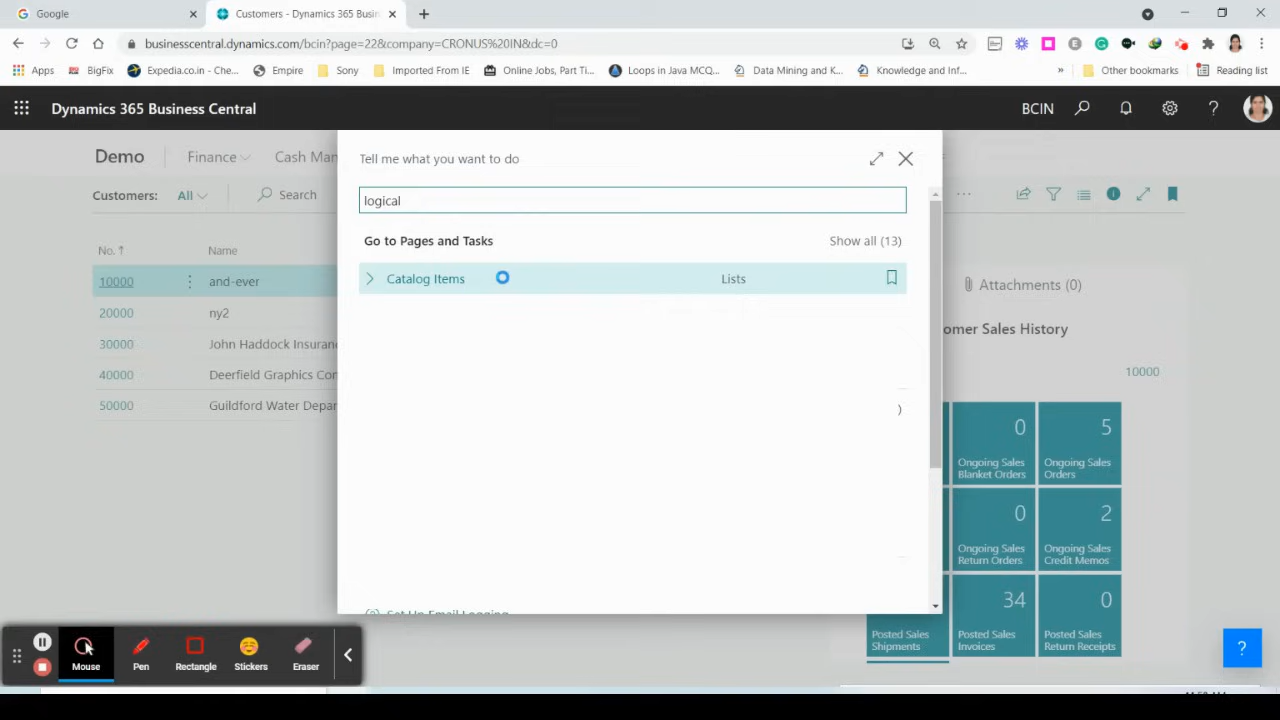 Google
Customers - Dynamics 365 Busin
businesscentral.dynamics.com/bcin?page=22&company=CRONUS%20IN&dc=0
Apps
BigFix
Expedia.co.in - Che...
Empire
Sony
Imported From IE
Online Jobs, Part Ti...
Loops in Java MCQ...
Data Mining and K...
Knowledge and Inf...
»
Other bookmarks
Reading list
Dynamics 365 Business Central
BCIN
Demo
Finance
Cash Man
Tell me what you want to do
Customers: All
Search
logical
Go to Pages and Tasks
Show all (13)
No. ↑
Name
Catalog Items
Lists
10000
and-ever
Attachments (0)
20000
ny2
omer Sales History
30000
John Haddock Insuran
10000
40000
Deerfield Graphics Con
50000
Guildford Water Depar
)
0
Ongoing Sales
Blanket Orders
5
Ongoing Sales
Orders
0
Ongoing Sales
Return Orders
2
Ongoing Sales
Credit Memos
Posted Sales
Shipments
34
Posted Sales
Invoices
0
Posted Sales
Return Receipts
Set Up Email Logging
Mouse
Pen
Rectangle
Stickers
Eraser
?